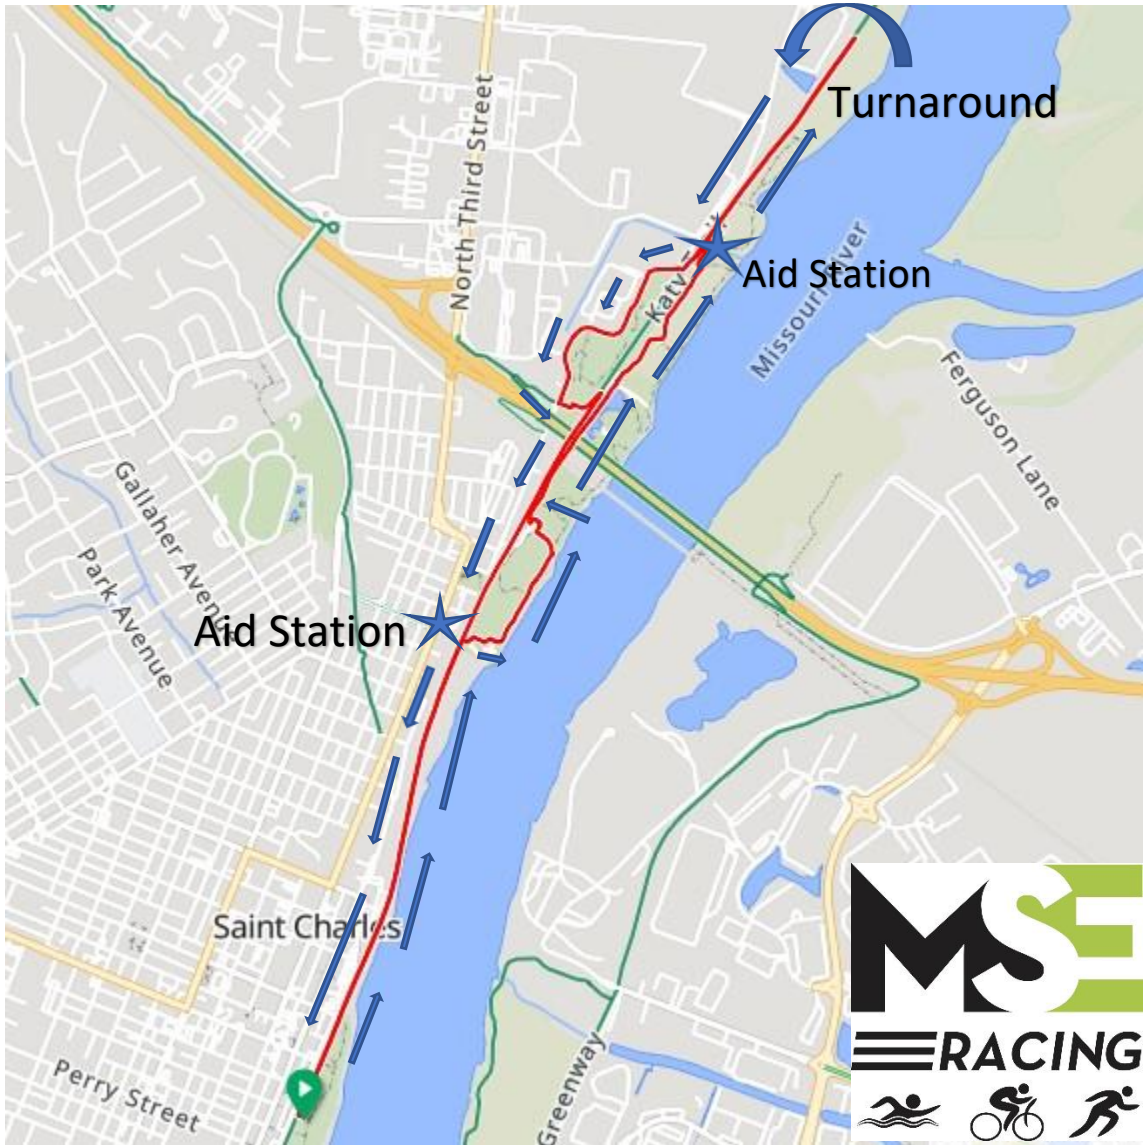 Turnaround
North Third Street
Katy
Aid Station
Missouri River
Ferguson Lane
Gallaher Avenue
Park Avenue
Aid Station
Saint Charles
Perry Street
Greenway
MSE
RACING